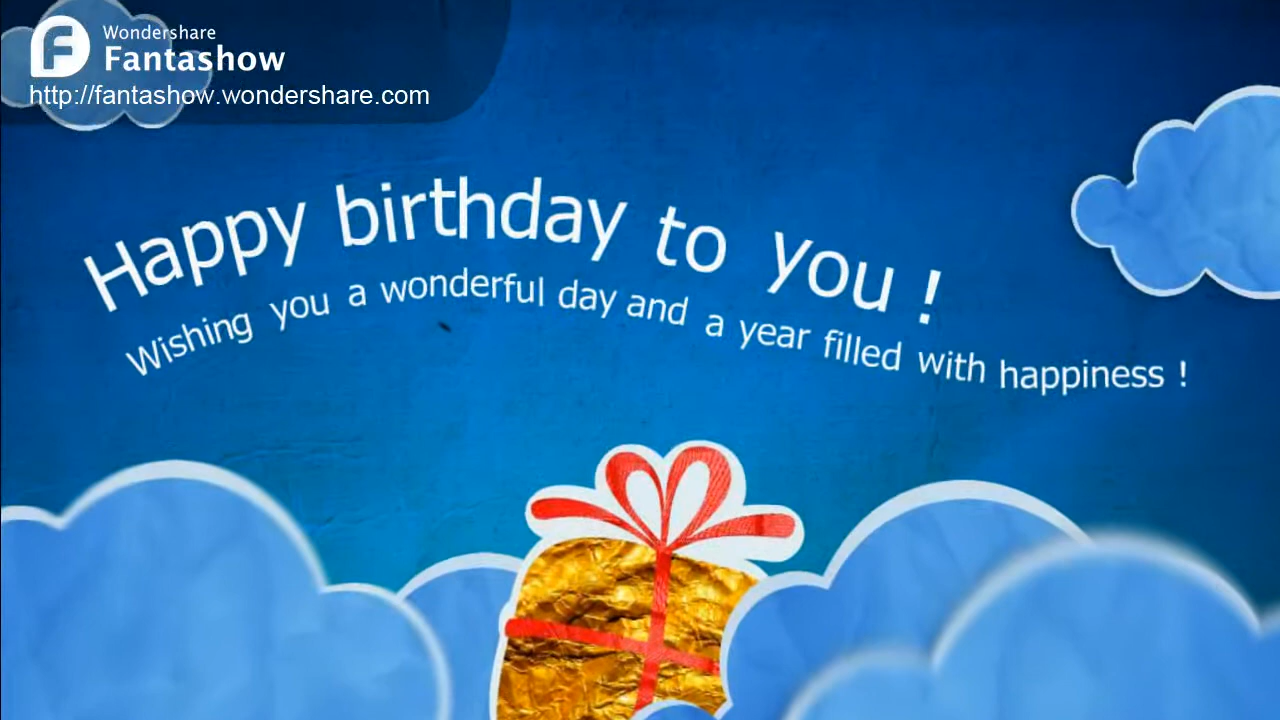 Wondershare
Fantashow
http://fantashow.wondershare.com
Happy birthday to you !
Wishing you a wonderful day and a year filled with happiness !